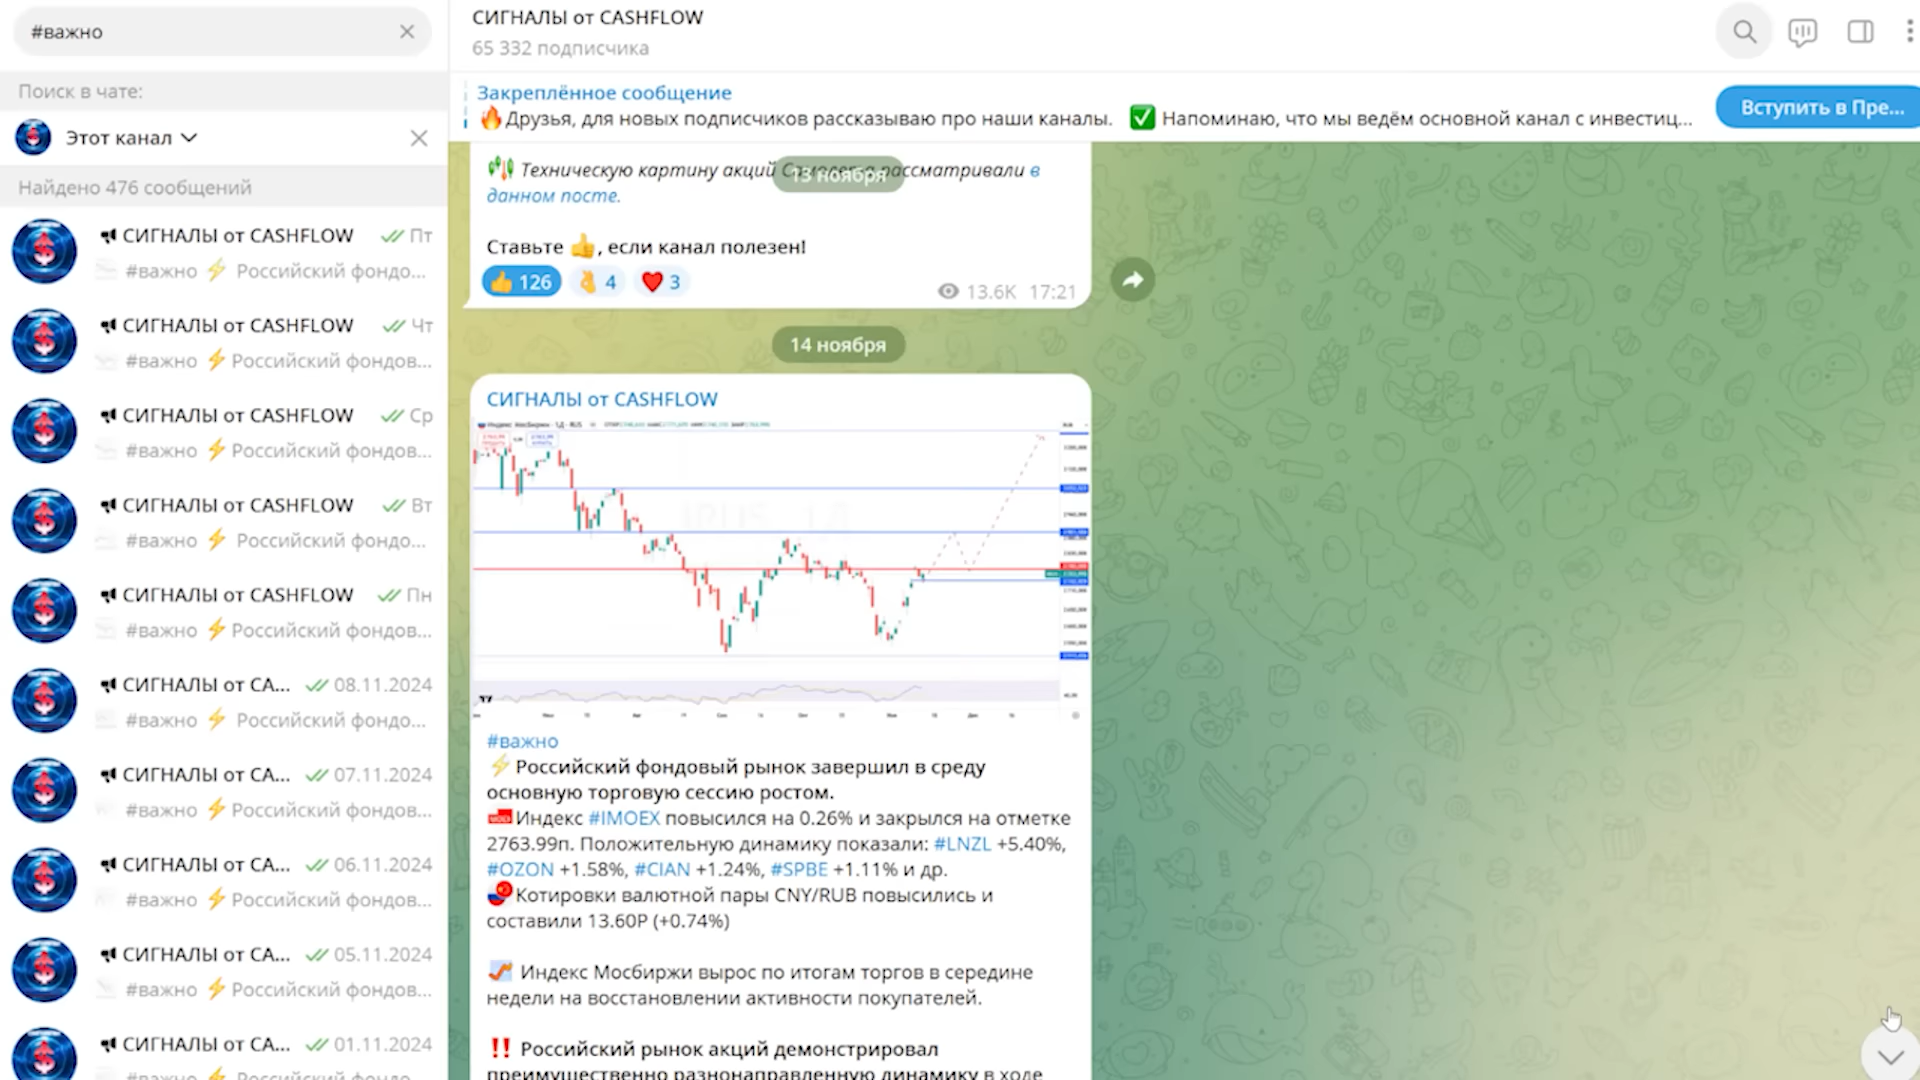 #важно
Поиск в чате:
Этот канал
Найдено 476 сообщений
СИГНАЛЫ от CASHFLOW Пт
#важно ⚡ Российский фондо...
СИГНАЛЫ от CASHFLOW Чт
#важно ⚡ Российский фондов...
СИГНАЛЫ от CASHFLOW Ср
#важно ⚡ Российский фондов...
СИГНАЛЫ от CASHFLOW Вт
#важно ⚡ Российский фондо...
СИГНАЛЫ от CASHFLOW Пн
#важно ⚡ Российский фондов...
СИГНАЛЫ от CA... 08.11.2024
#важно ⚡ Российский фондо...
СИГНАЛЫ от CA... 07.11.2024
#важно ⚡ Российский фондов...
СИГНАЛЫ от CA... 06.11.2024
#важно ⚡ Российский фондов...
СИГНАЛЫ от CA... 05.11.2024
#важно ⚡ Российский фондов...
СИГНАЛЫ от CA... 01.11.2024
#важно ⚡ Российский фондо...
СИГНАЛЫ от CASHFLOW
65 332 подписчика
Закреплённое сообщение
🔥Друзья, для новых подписчиков рассказываю про наши каналы. ✅ Напоминаю, что мы ведём основной канал с инвестиц...
Вступить в Пре...
13 ноября
Техническую картину акций рассматривали в
данном посте.
Ставьте 👍, если канал полезен!
👍 126 👌 4 ❤ 3
13.6K 17:21
14 ноября
СИГНАЛЫ от CASHFLOW
#важно
⚡Российский фондовый рынок завершил в среду
основную торговую сессию ростом.
Индекс #IMOEX повысился на 0.26% и закрылся на отметке
2763.99п. Положительную динамику показали: #LNZL +5.40%,
#OZON +1.58%, #CIAN +1.24%, #SPBE +1.11% и др.
Котировки валютной пары CNY/RUB повысились и
составили 13.60Р (+0.74%)
Индекс Мосбиржи вырос по итогам торгов в середине
недели на восстановлении активности покупателей.
‼ Российский рынок акций демонстрировал
преимущественно разнонаправленную динамику в ходе